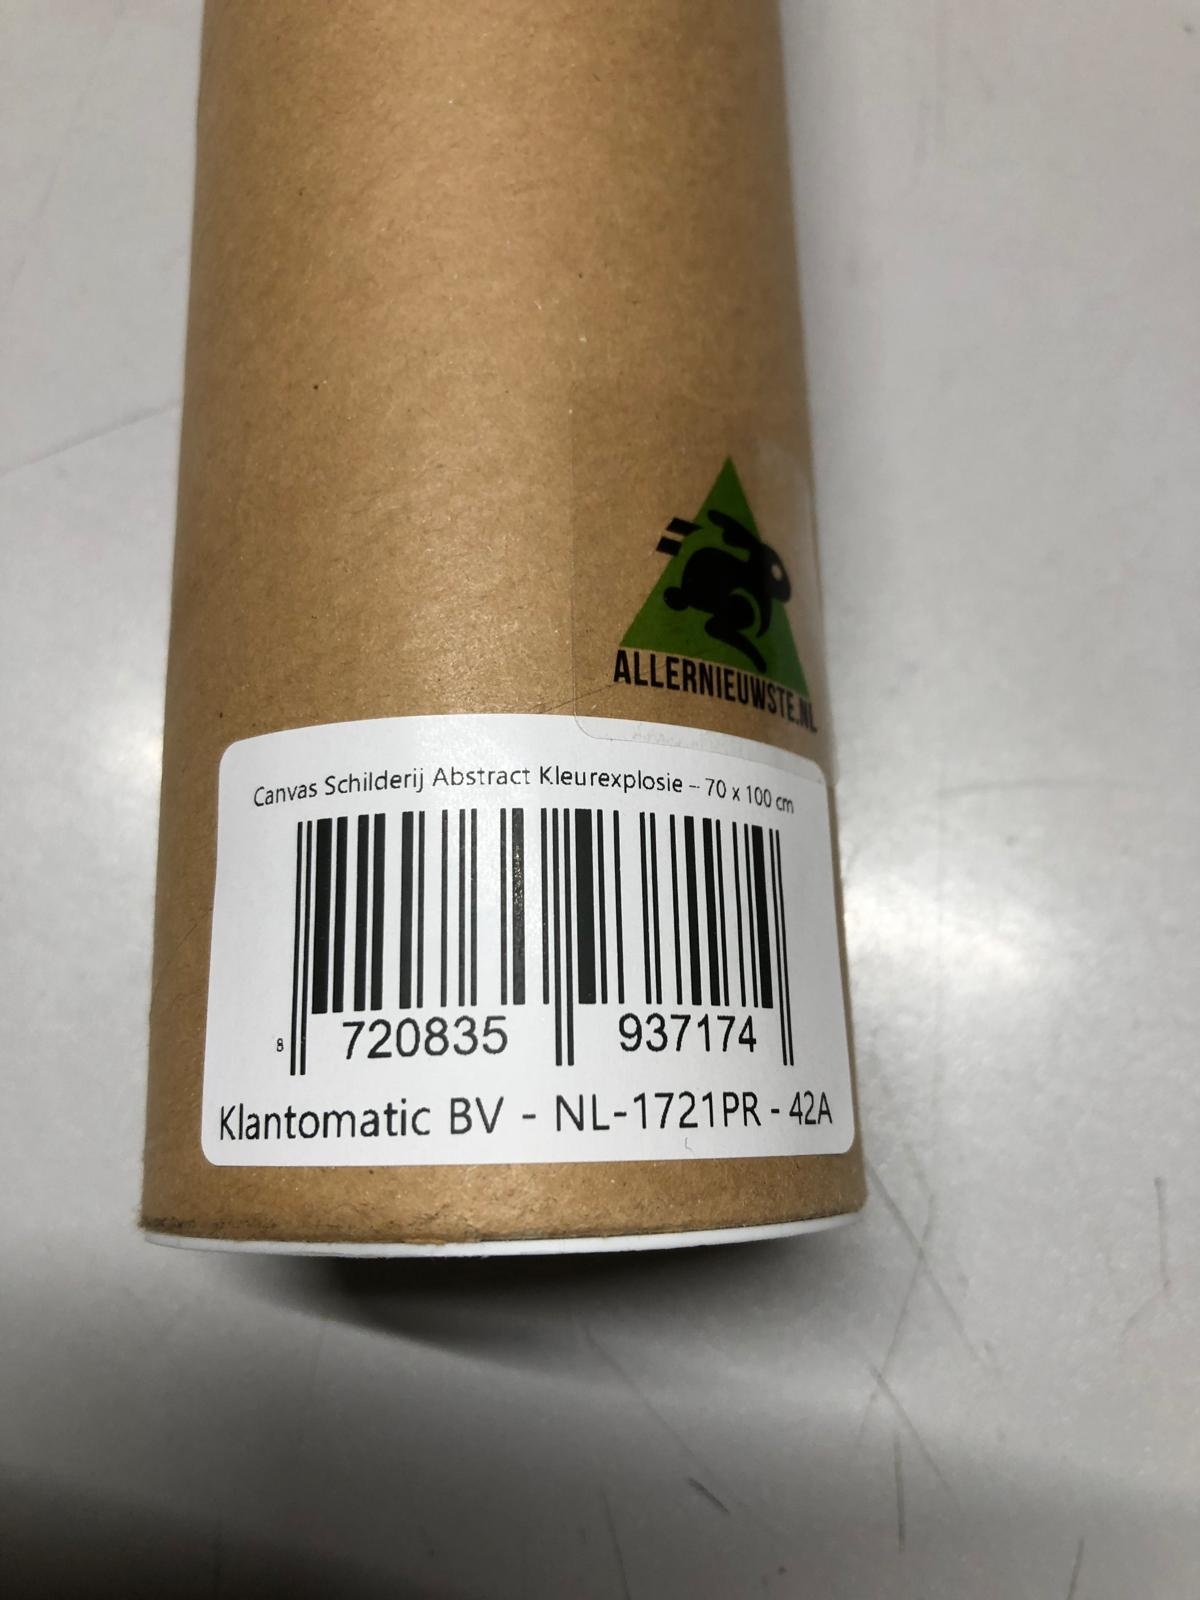 ALLERNIEUWSTE.NL
Canvas Schilderij Abstract Kleurexplosie – 70 x 100 cm
8 720835 937174
Klantomatic BV - NL-1721PR - 42A